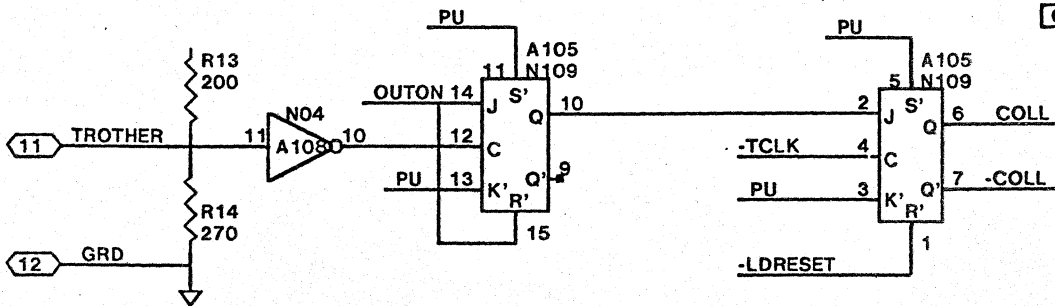 PU
R13
200
A105
N109
11
S'
OUTON 14
J
Q
10
N04
TROTHER
11
11
A108
10
12
C
Q'
9
PU 13
K'
R'
15
R14
270
12
GRD
PU
A105
N109
5
S'
2
J
Q
6
COLL
-TCLK
4
C
PU
3
K'
Q'
7
-COLL
R'
1
-LDRESET